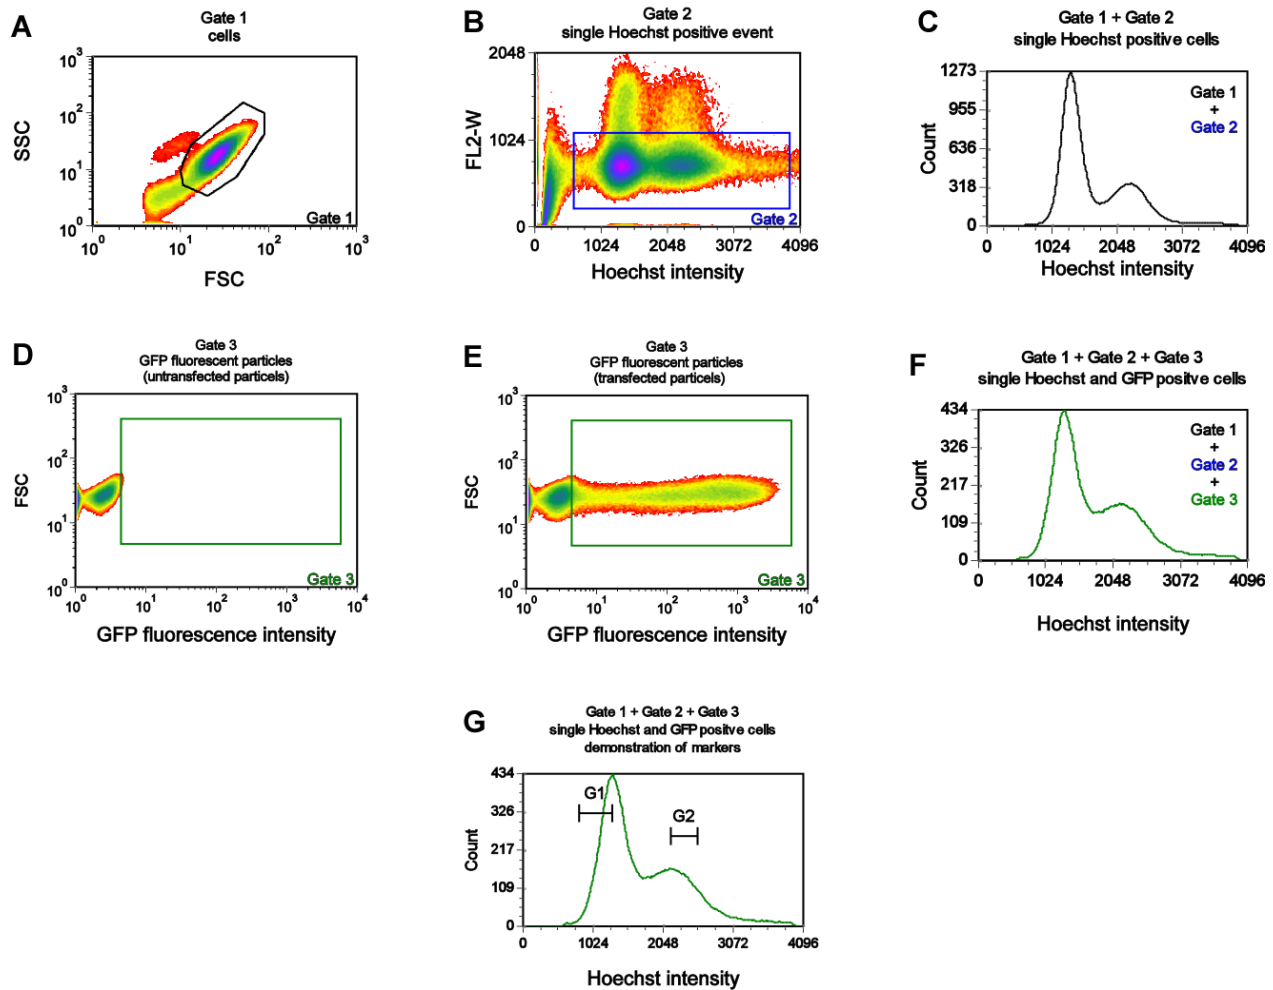 A
Gate 1
cells
SSC
10^3
10^2
10^1
10^0
Gate 1
10^0 10^1 10^2 10^3
FSC
B
Gate 2
single Hoechst positive event
FL2-W
2048
1024
0
Gate 2
0 1024 2048 3072 4096
Hoechst intensity
C
Gate 1 + Gate 2
single Hoechst positive cells
Count
1273
955
636
318
0
Gate 1
+
Gate 2
0 1024 2048 3072 4096
Hoechst intensity
D
Gate 3
GFP fluorescent particles
(untransfected particels)
FSC
10^3
10^2
10^1
10^0
Gate 3
10^0 10^1 10^2 10^3 10^4
GFP fluorescence intensity
E
Gate 3
GFP fluorescent particles
(transfected particels)
FSC
10^3
10^2
10^1
10^0
Gate 3
10^0 10^1 10^2 10^3 10^4
GFP fluorescence intensity
F
Gate 1 + Gate 2 + Gate 3
single Hoechst and GFP positve cells
Count
434
326
217
109
0
Gate 1
+
Gate 2
+
Gate 3
0 1024 2048 3072 4096
Hoechst intensity
G
Gate 1 + Gate 2 + Gate 3
single Hoechst and GFP positve cells
demonstration of markers
Count
434
326
217
109
0
G1
G2
0 1024 2048 3072 4096
Hoechst intensity